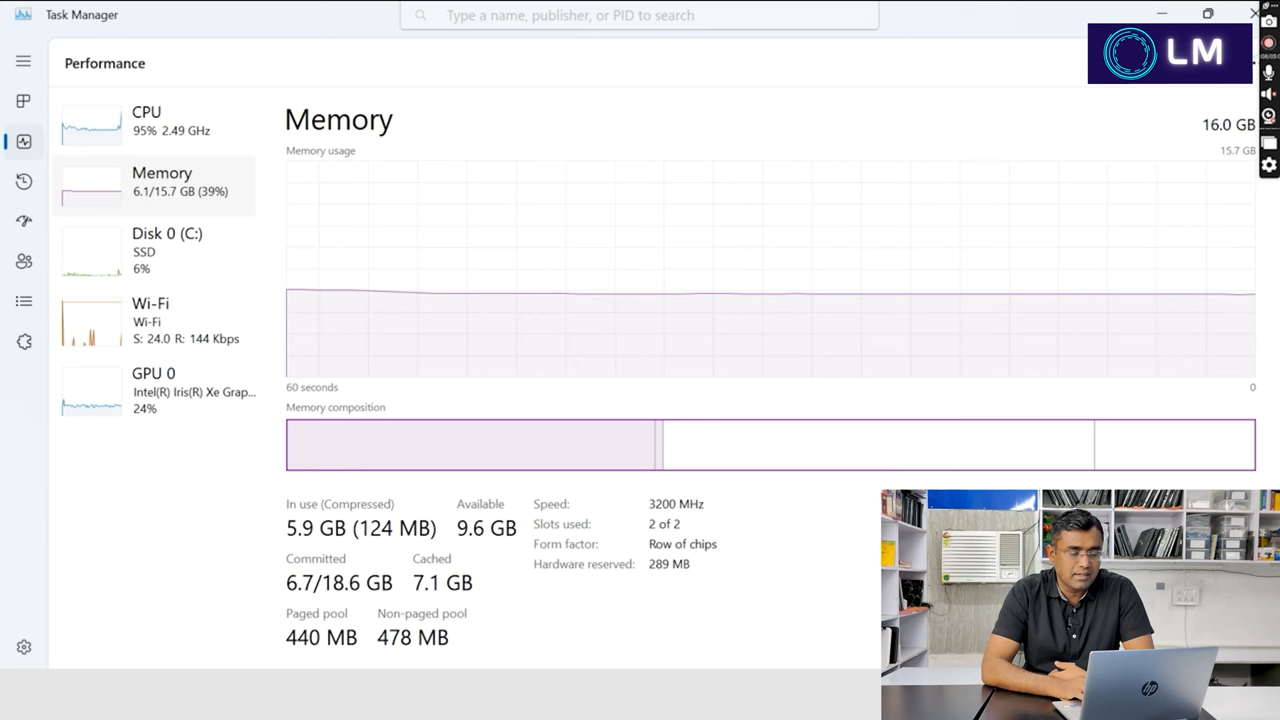 Task Manager
Type a name, publisher, or PID to search
LM
Performance
CPU
95% 2.49 GHz
Memory
6.1/15.7 GB (39%)
Disk 0 (C:)
SSD
6%
Wi-Fi
Wi-Fi
S: 24.0 R: 144 Kbps
GPU 0
Intel(R) Iris(R) Xe Grap...
24%
Memory
16.0 GB
Memory usage
15.7 GB
60 seconds
0
Memory composition
In use (Compressed)
5.9 GB (124 MB)
Available
9.6 GB
Committed
6.7/18.6 GB
Cached
7.1 GB
Paged pool
440 MB
Non-paged pool
478 MB
Speed: 3200 MHz
Slots used: 2 of 2
Form factor: Row of chips
Hardware reserved: 289 MB
hp